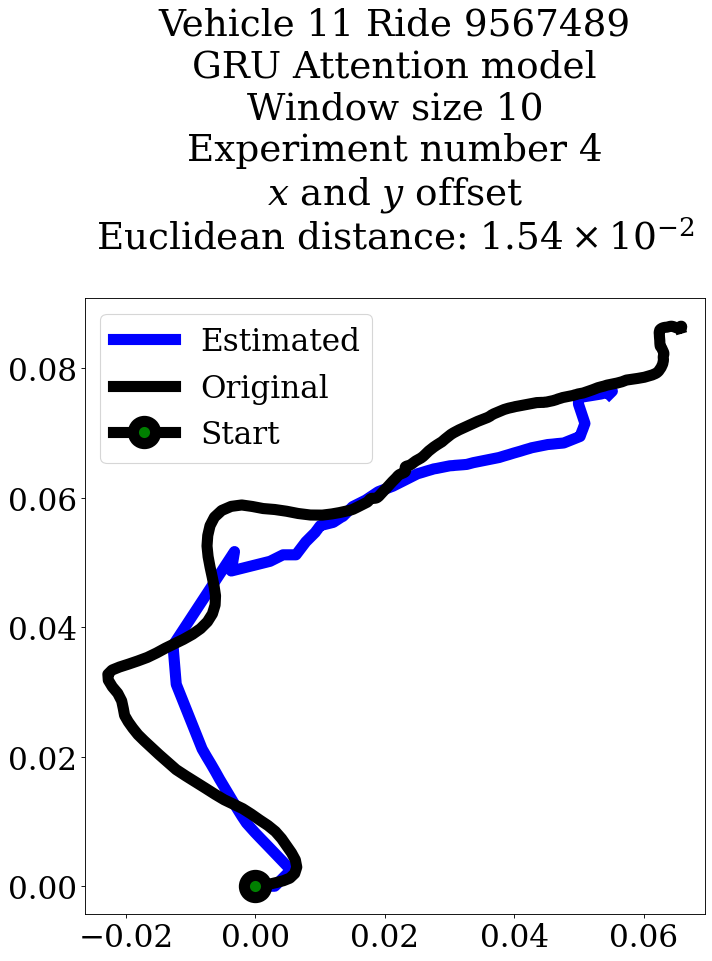 Vehicle 11 Ride 9567489
GRU Attention model
Window size 10
Experiment number 4
x and y offset
Euclidean distance: 1.54 × 10⁻²
Estimated
Original
Start
0.08
0.06
0.04
0.02
0.00
−0.02 0.00 0.02 0.04 0.06